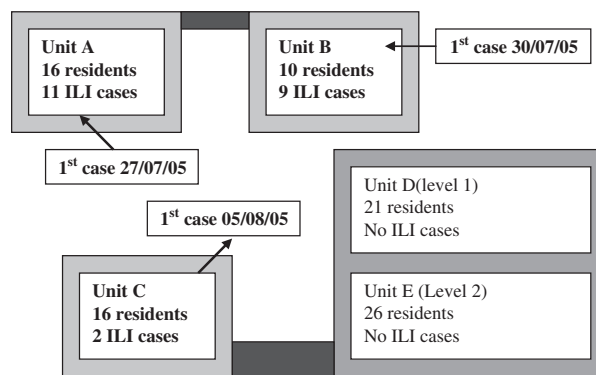 Unit A
16 residents
11 ILI cases
Unit B
10 residents
9 ILI cases
1st case 30/07/05
1st case 27/07/05
Unit D(level 1)
21 residents
No ILI cases
1st case 05/08/05
Unit C
16 residents
2 ILI cases
Unit E (Level 2)
26 residents
No ILI cases